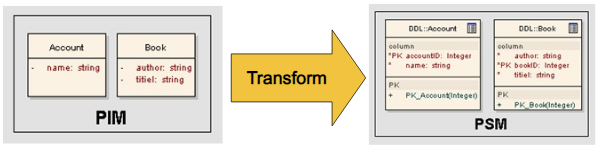 Account
- name: string
Book
- author: string
- titiel: string
PIM
Transform
DDL::Account
column
*PK accountID: Integer
* name: string
PK
+ PK_Account(Integer)
DDL::Book
column
* author: string
*PK bookID: Integer
* titiel: string
PK
+ PK_Book(Integer)
PSM